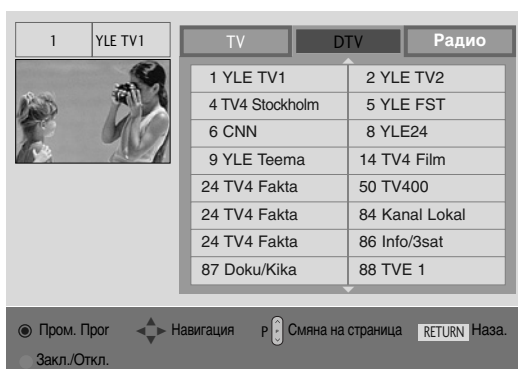 1 YLE TV1
TV DTV Радио
1 YLE TV1 2 YLE TV2
4 TV4 Stockholm 5 YLE FST
6 CNN 8 YLE24
9 YLE Teema 14 TV4 Film
24 TV4 Fakta 50 TV400
24 TV4 Fakta 84 Kanal Lokal
24 TV4 Fakta 86 Info/3sat
87 Doku/Kika 88 TVE 1
Пром. Прог Навигация P Смяна на страница RETURN Наза.
Закл./Откл.